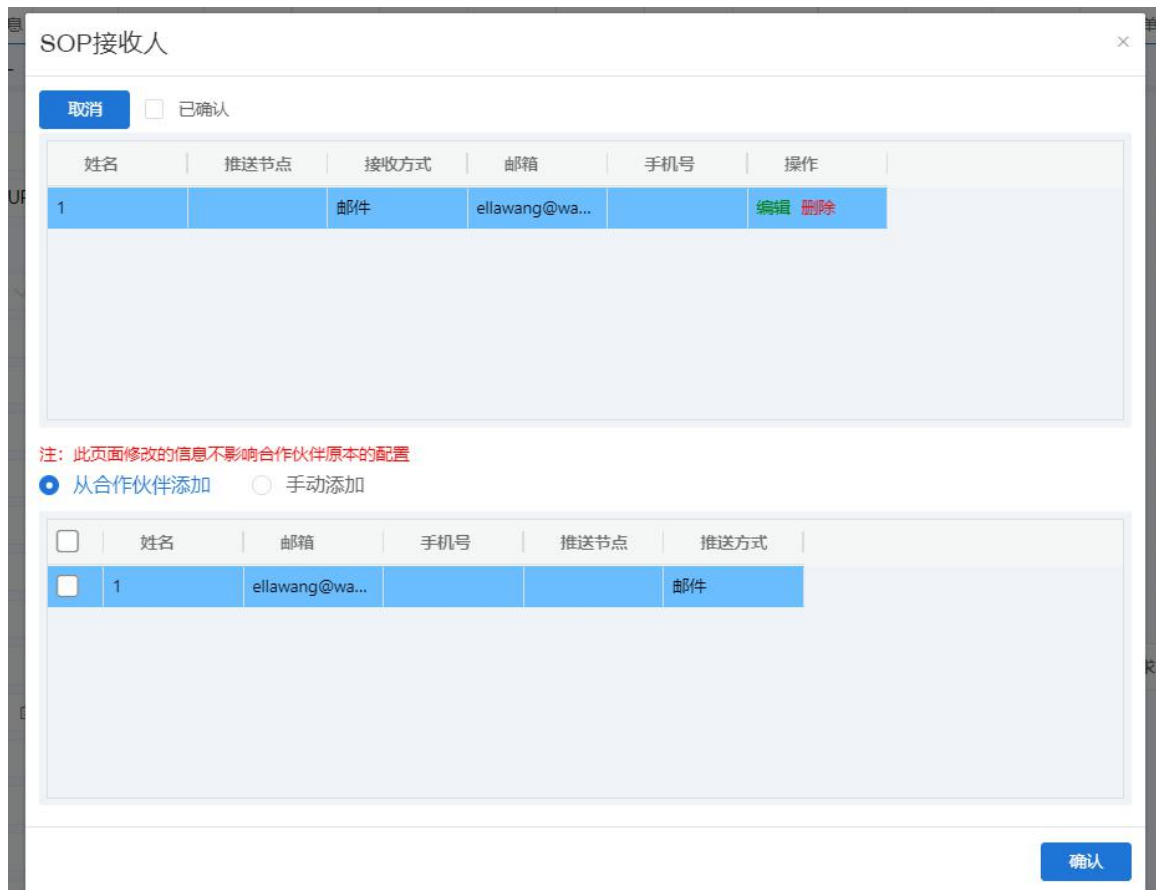 SOP接收人 ×
取消 已确认
姓名 推送节点 接收方式 邮箱 手机号 操作
1 邮件 ellawang@wa... 编辑 删除
注：此页面修改的信息不影响合作伙伴原本的配置
从合作伙伴添加 手动添加
姓名 邮箱 手机号 推送节点 推送方式
1 ellawang@wa... 邮件
确认